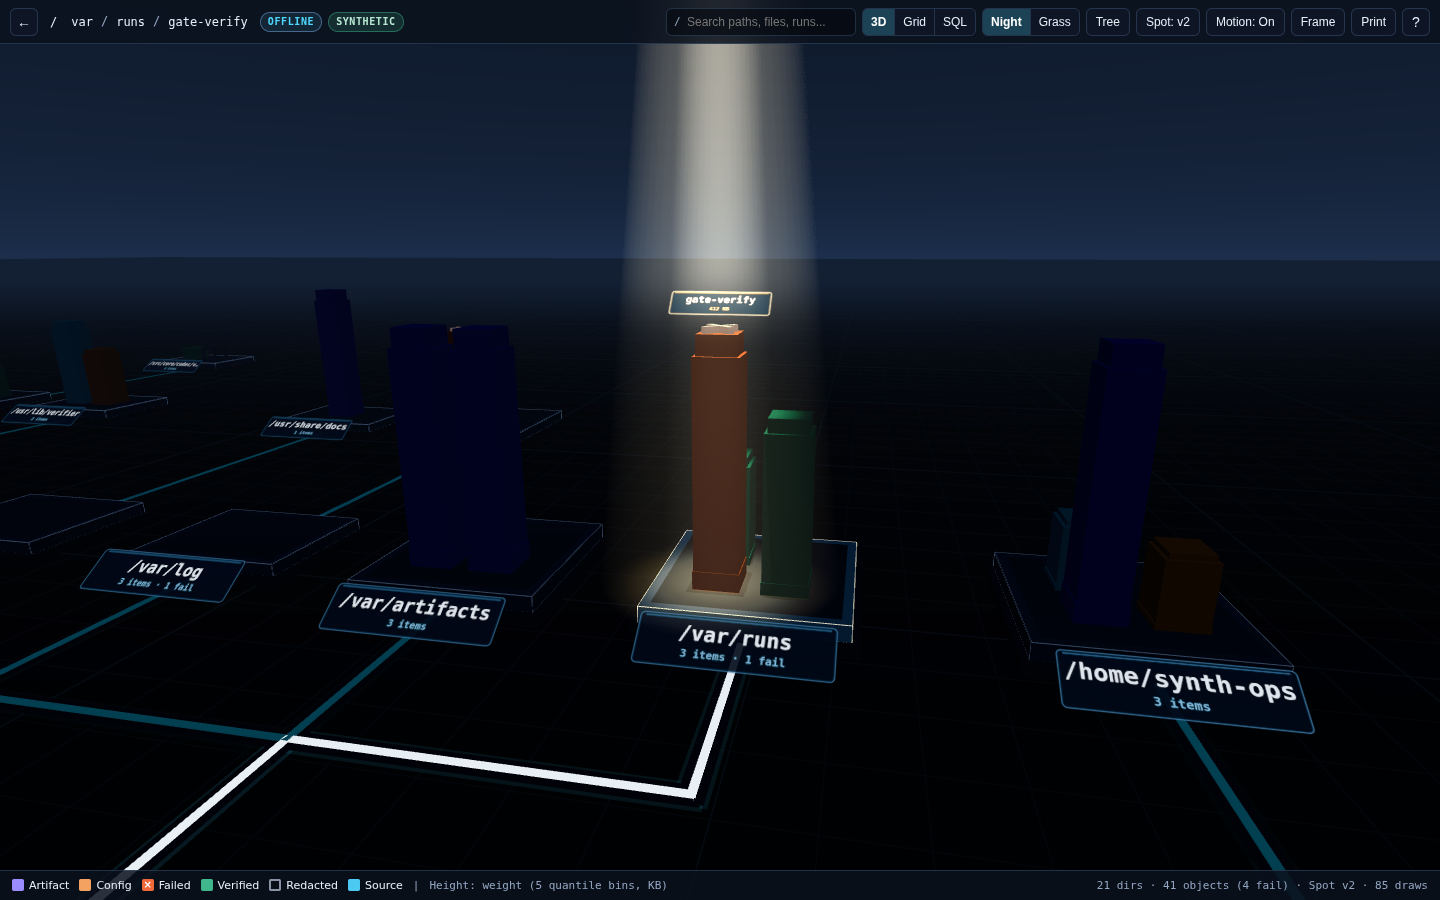 ← / var / runs / gate-verify OFFLINE SYNTHETIC / Search paths, files, runs... 3D Grid SQL Night Grass Tree Spot: v2 Motion: On Frame Print ?
gate-verify
/usr/lib/verifier
/usr/share/docs
/var/log
3 items · 1 fail
/var/artifacts
3 items
/var/runs
3 items · 1 fail
/home/synth-ops
3 items
Artifact Config Failed Verified Redacted Source | Height: weight (5 quantile bins, KB) 21 dirs · 41 objects (4 fail) · Spot v2 · 85 draws